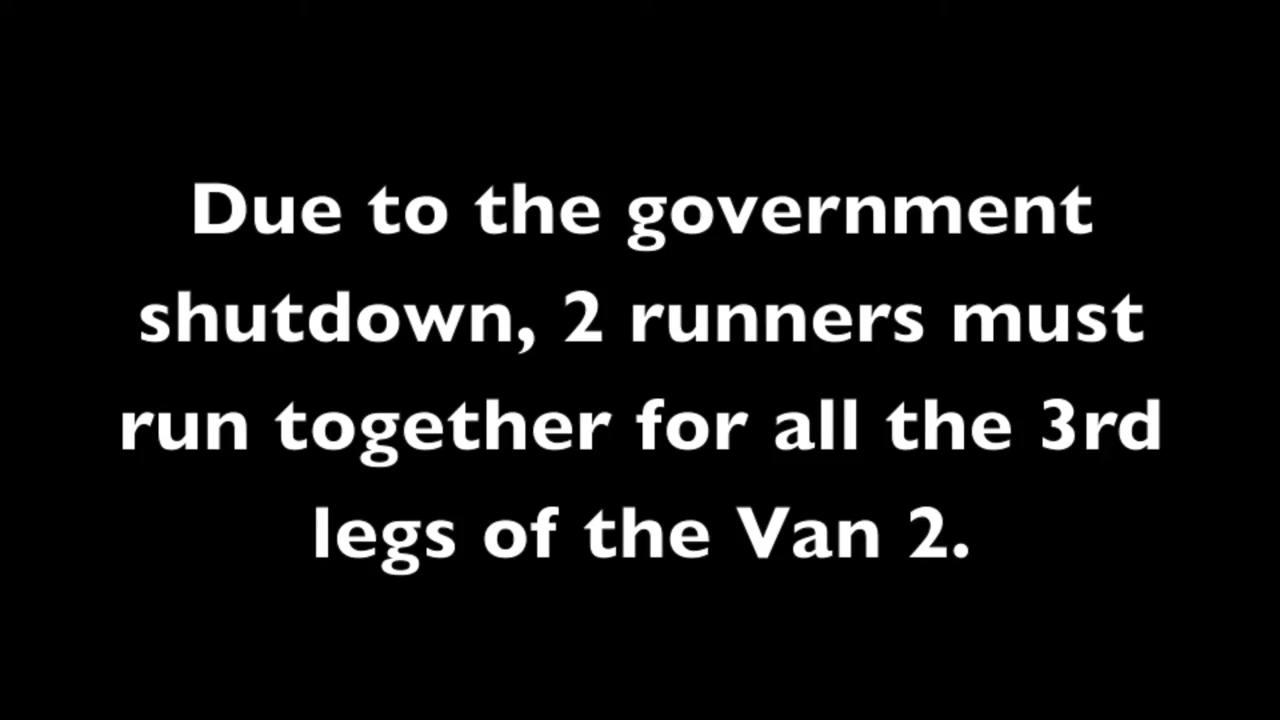 Due to the government
shutdown, 2 runners must
run together for all the 3rd
legs of the Van 2.